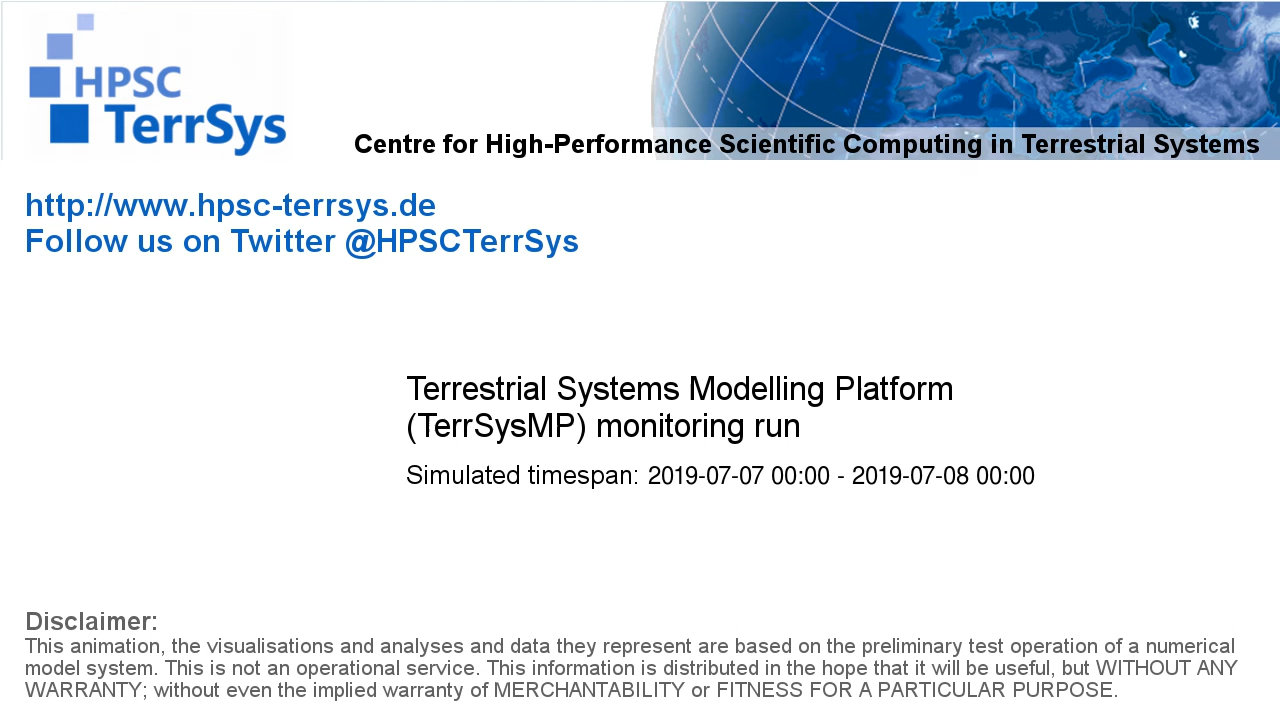 HPSC
TerrSys
Centre for High-Performance Scientific Computing in Terrestrial Systems
http://www.hpsc-terrsys.de
Follow us on Twitter @HPSCTerrSys
Terrestrial Systems Modelling Platform
(TerrSysMP) monitoring run
Simulated timespan: 2019-07-07 00:00 - 2019-07-08 00:00
Disclaimer:
This animation, the visualisations and analyses and data they represent are based on the preliminary test operation of a numerical
model system. This is not an operational service. This information is distributed in the hope that it will be useful, but WITHOUT ANY
WARRANTY; without even the implied warranty of MERCHANTABILITY or FITNESS FOR A PARTICULAR PURPOSE.